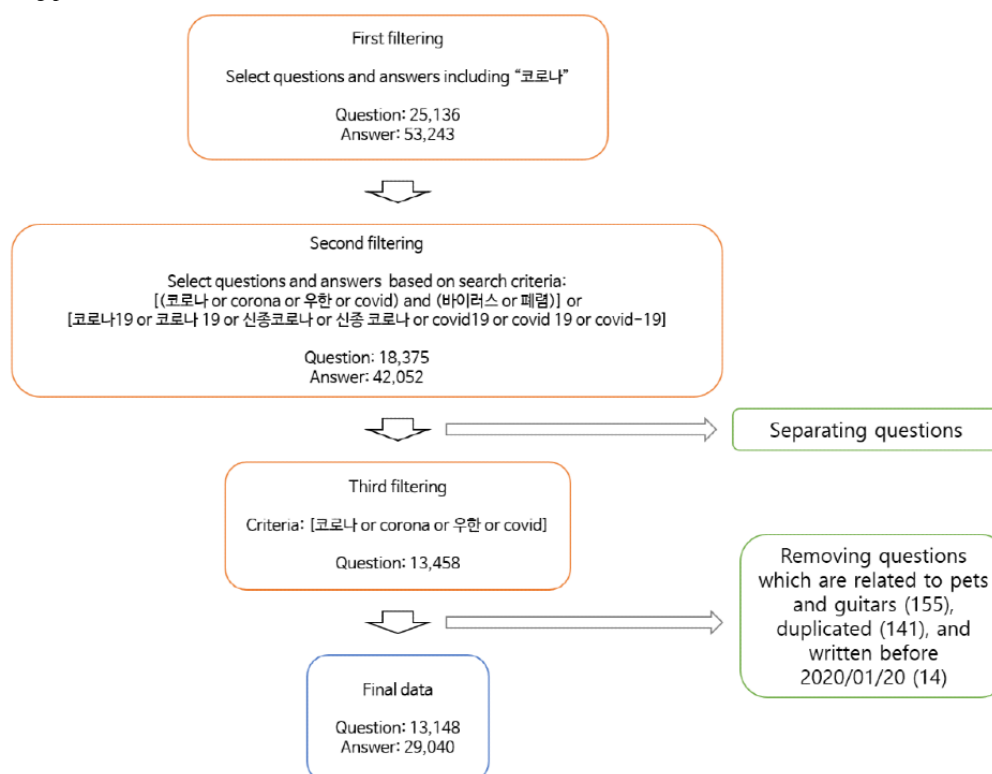 First filtering
Select questions and answers including “코로나”
Question: 25,136
Answer: 53,243
Second filtering
Select questions and answers based on search criteria:
[(코로나 or corona or 우한 or covid) and (바이러스 or 폐렴)] or
[코로나19 or 코로나 19 or 신종코로나 or 신종 코로나 or covid19 or covid 19 or covid-19]
Question: 18,375
Answer: 42,052
Separating questions
Third filtering
Criteria: [코로나 or corona or 우한 or covid]
Question: 13,458
Removing questions
which are related to pets
and guitars (155),
duplicated (141), and
written before
2020/01/20 (14)
Final data
Question: 13,148
Answer: 29,040